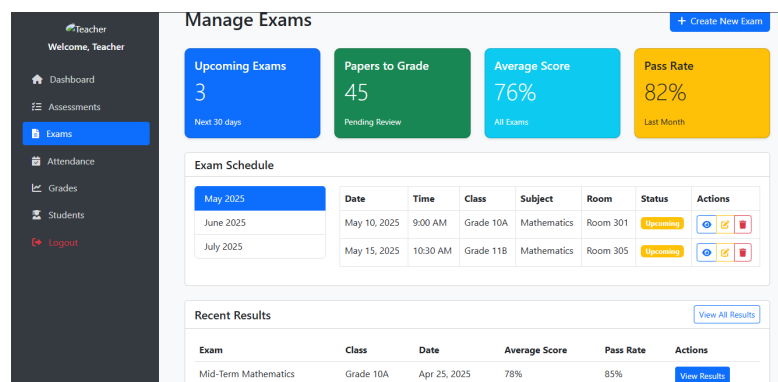 Teacher
Welcome, Teacher
Dashboard
Assessments
Exams
Attendance
Grades
Students
Logout
Manage Exams
+ Create New Exam
Upcoming Exams
3
Next 30 days
Papers to Grade
45
Pending Review
Average Score
76%
All Exams
Pass Rate
82%
Last Month
Exam Schedule
May 2025
June 2025
July 2025
Date Time Class Subject Room Status Actions
May 10, 2025 9:00 AM Grade 10A Mathematics Room 301 Upcoming
May 15, 2025 10:30 AM Grade 11B Mathematics Room 305 Upcoming
Recent Results
View All Results
Exam Class Date Average Score Pass Rate Actions
Mid-Term Mathematics Grade 10A Apr 25, 2025 78% 85% View Results